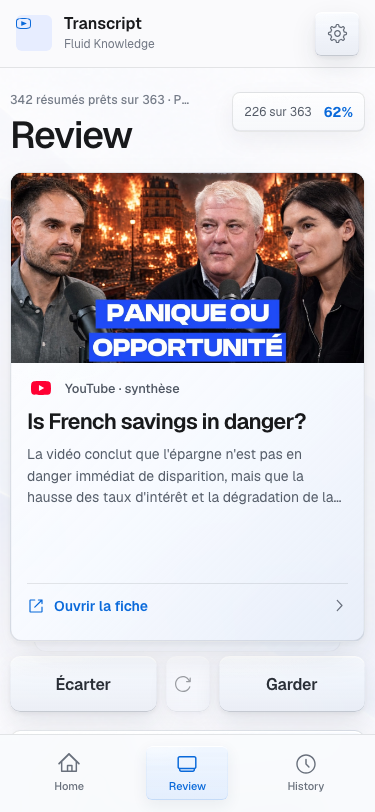 Transcript
Fluid Knowledge
342 résumés prêts sur 363 · P...
Review
226 sur 363 62%
PANIQUE OU
OPPORTUNITÉ
YouTube · synthèse
Is French savings in danger?
La vidéo conclut que l'épargne n'est pas en
danger immédiat de disparition, mais que la
hausse des taux d'intérêt et la dégradation de la...
Ouvrir la fiche
Écarter
Garder
Home
Review
History